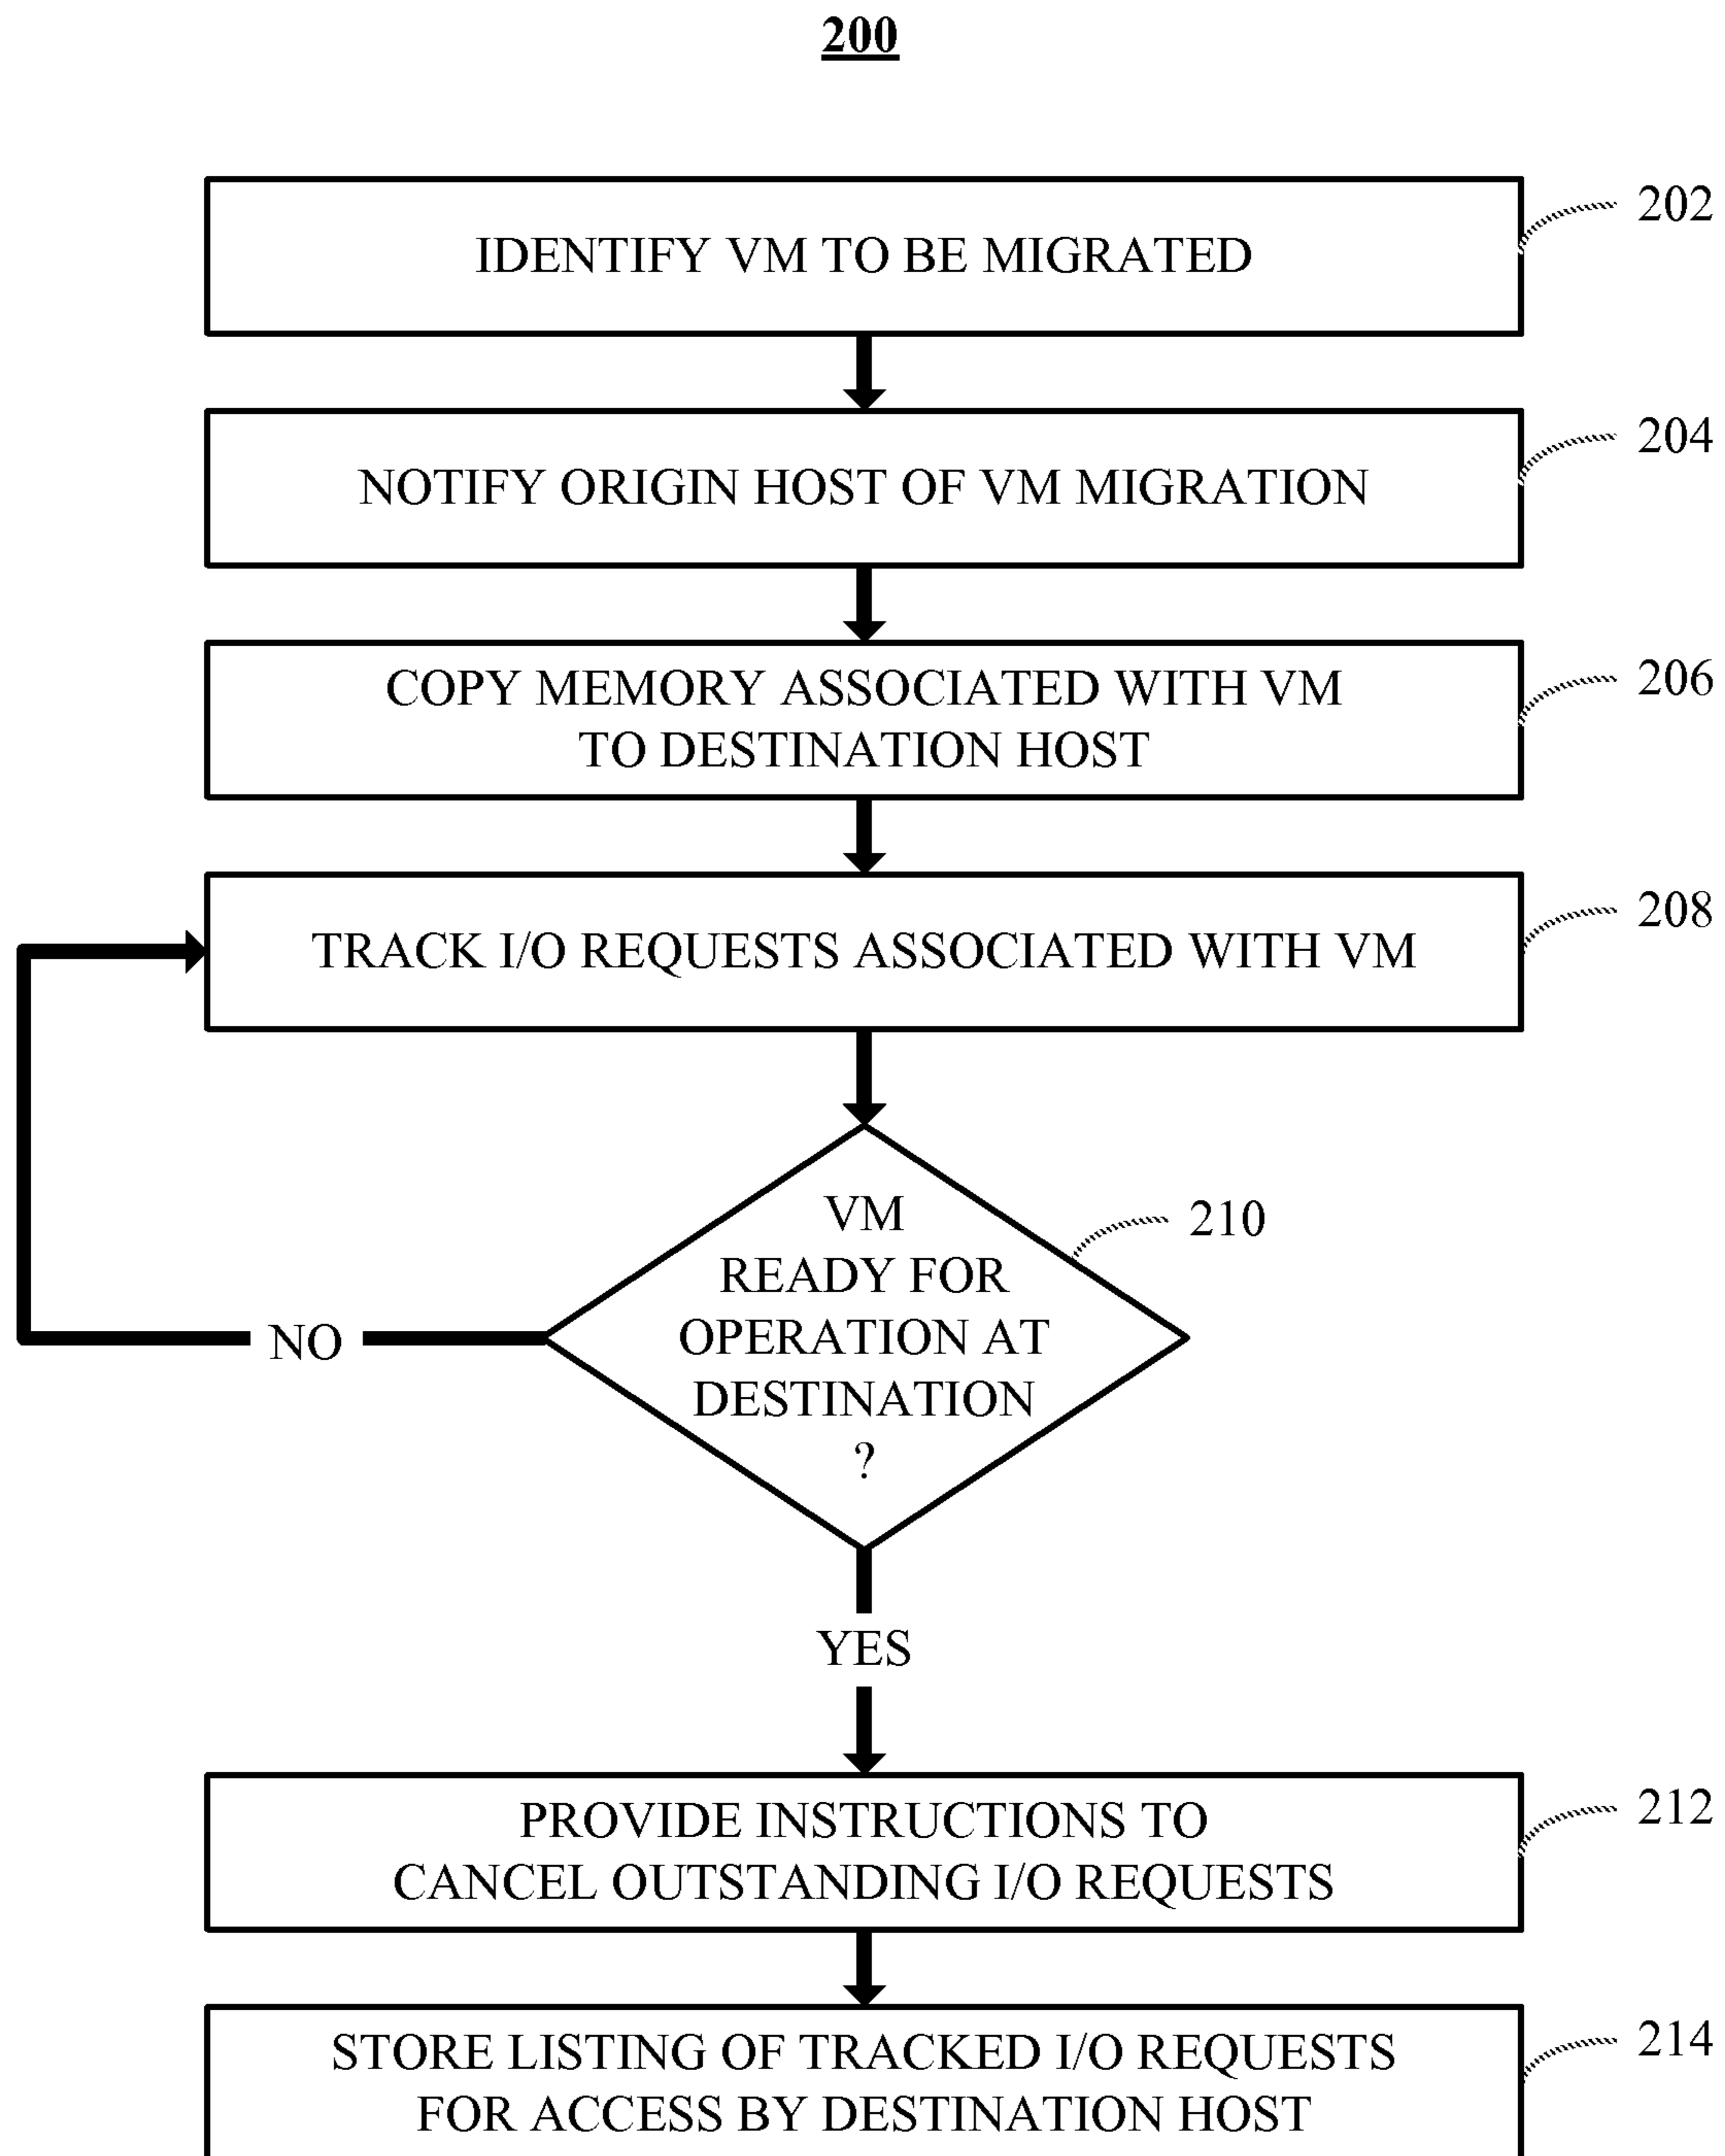 200
IDENTIFY VM TO BE MIGRATED
202
NOTIFY ORIGIN HOST OF VM MIGRATION
204
COPY MEMORY ASSOCIATED WITH VM
TO DESTINATION HOST
206
TRACK I/O REQUESTS ASSOCIATED WITH VM
208
VM
READY FOR
OPERATION AT
DESTINATION
?
210
NO
YES
PROVIDE INSTRUCTIONS TO
CANCEL OUTSTANDING I/O REQUESTS
212
STORE LISTING OF TRACKED I/O REQUESTS
FOR ACCESS BY DESTINATION HOST
214